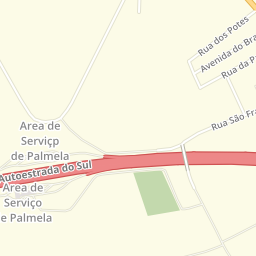 Rua dos Potes
Avenida do Bra
Rua da Pa
Rua São Fra
Area de
Serviçp
de Palmela
Autoestrada do Sul
Area de
Serviço
de Palmela